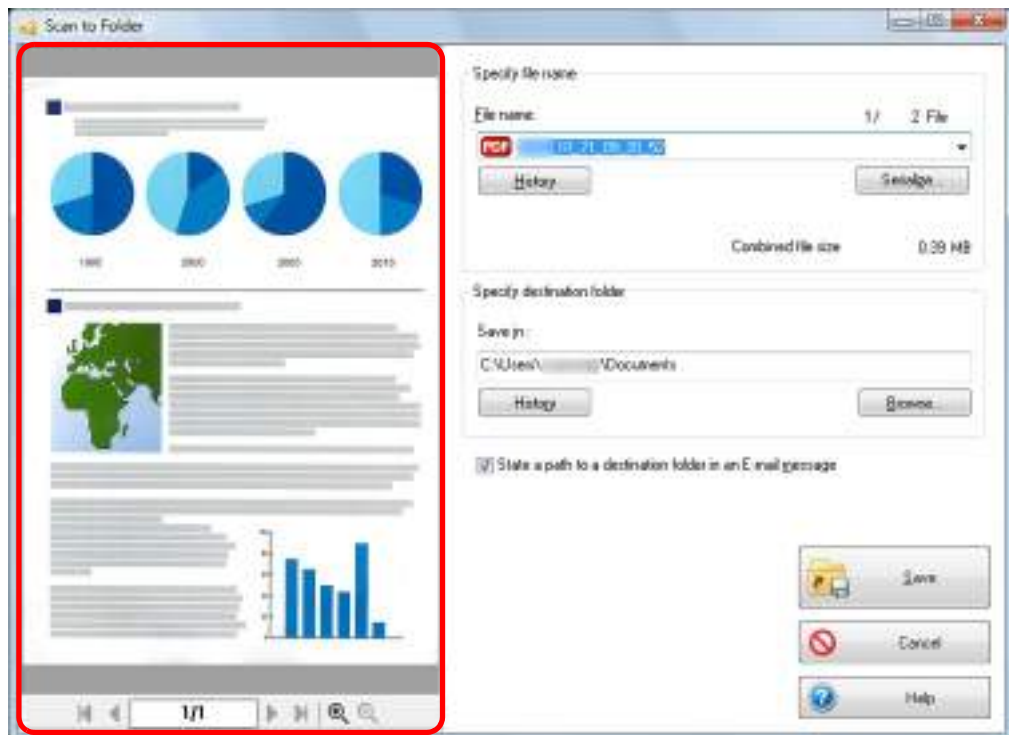 Scan to Folder
2000
2010
1/1
Specify file name
File name:
1/ 2 File
PDF
History
Serialize...
Combined file size 0.39 MB
Specify destination folder
Save in :
C:\Users\ \Documents
History
Browse...
State a path to a destination folder in an E-mail message
Save
Cancel
Help